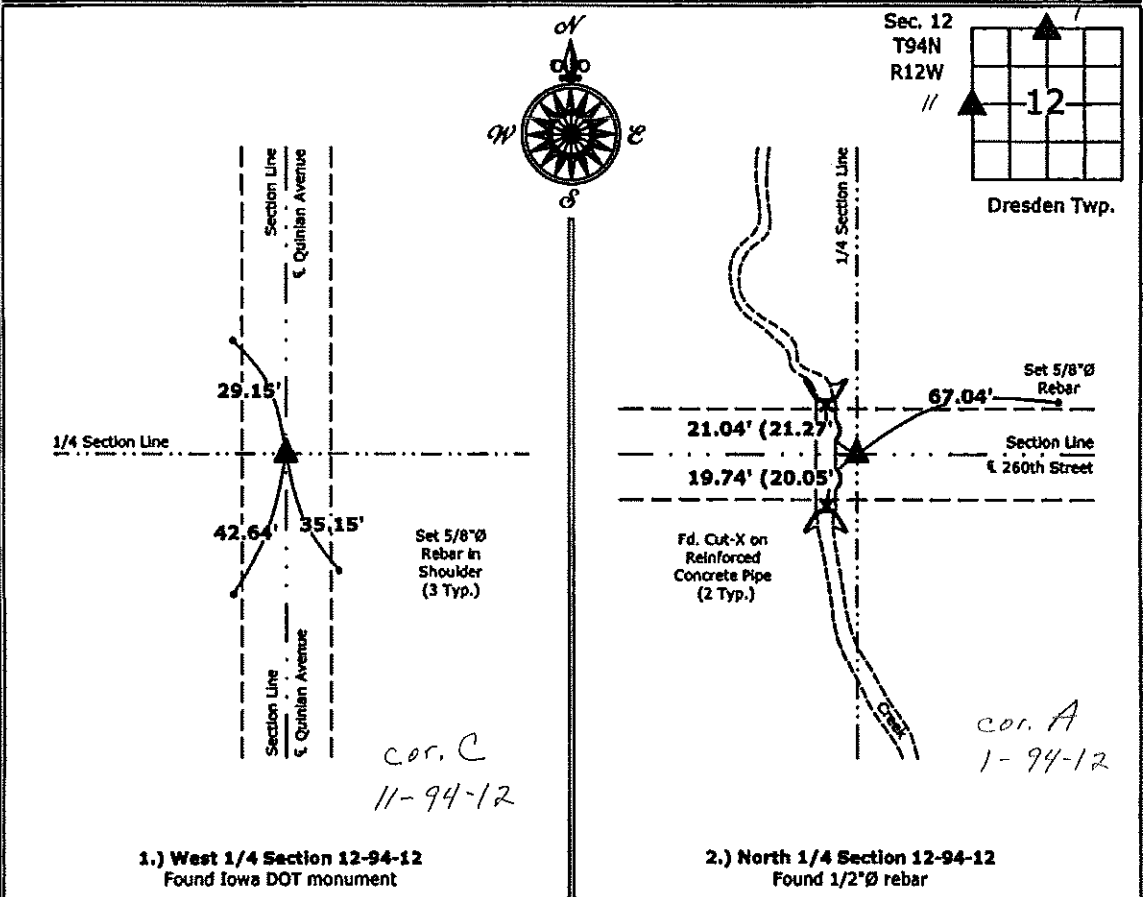 N
W
E
S
Sec. 12
T94N
R12W
1
11
12
Dresden Twp.
Section Line
℄ Quinlan Avenue
29.15'
1/4 Section Line
42.64'
35.15'
Set 5/8"Ø
Rebar in
Shoulder
(3 Typ.)
Section Line
℄ Quinlan Avenue
cor. C
11-94-12
1.) West 1/4 Section 12-94-12
Found Iowa DOT monument
1/4 Section Line
Set 5/8"Ø
Rebar
67.04'
21.04' (21.27'
Section Line
℄ 260th Street
19.74' (20.05'
Fd. Cut-X on
Reinforced
Concrete Pipe
(2 Typ.)
Creek
cor. A
1-94-12
2.) North 1/4 Section 12-94-12
Found 1/2"Ø rebar